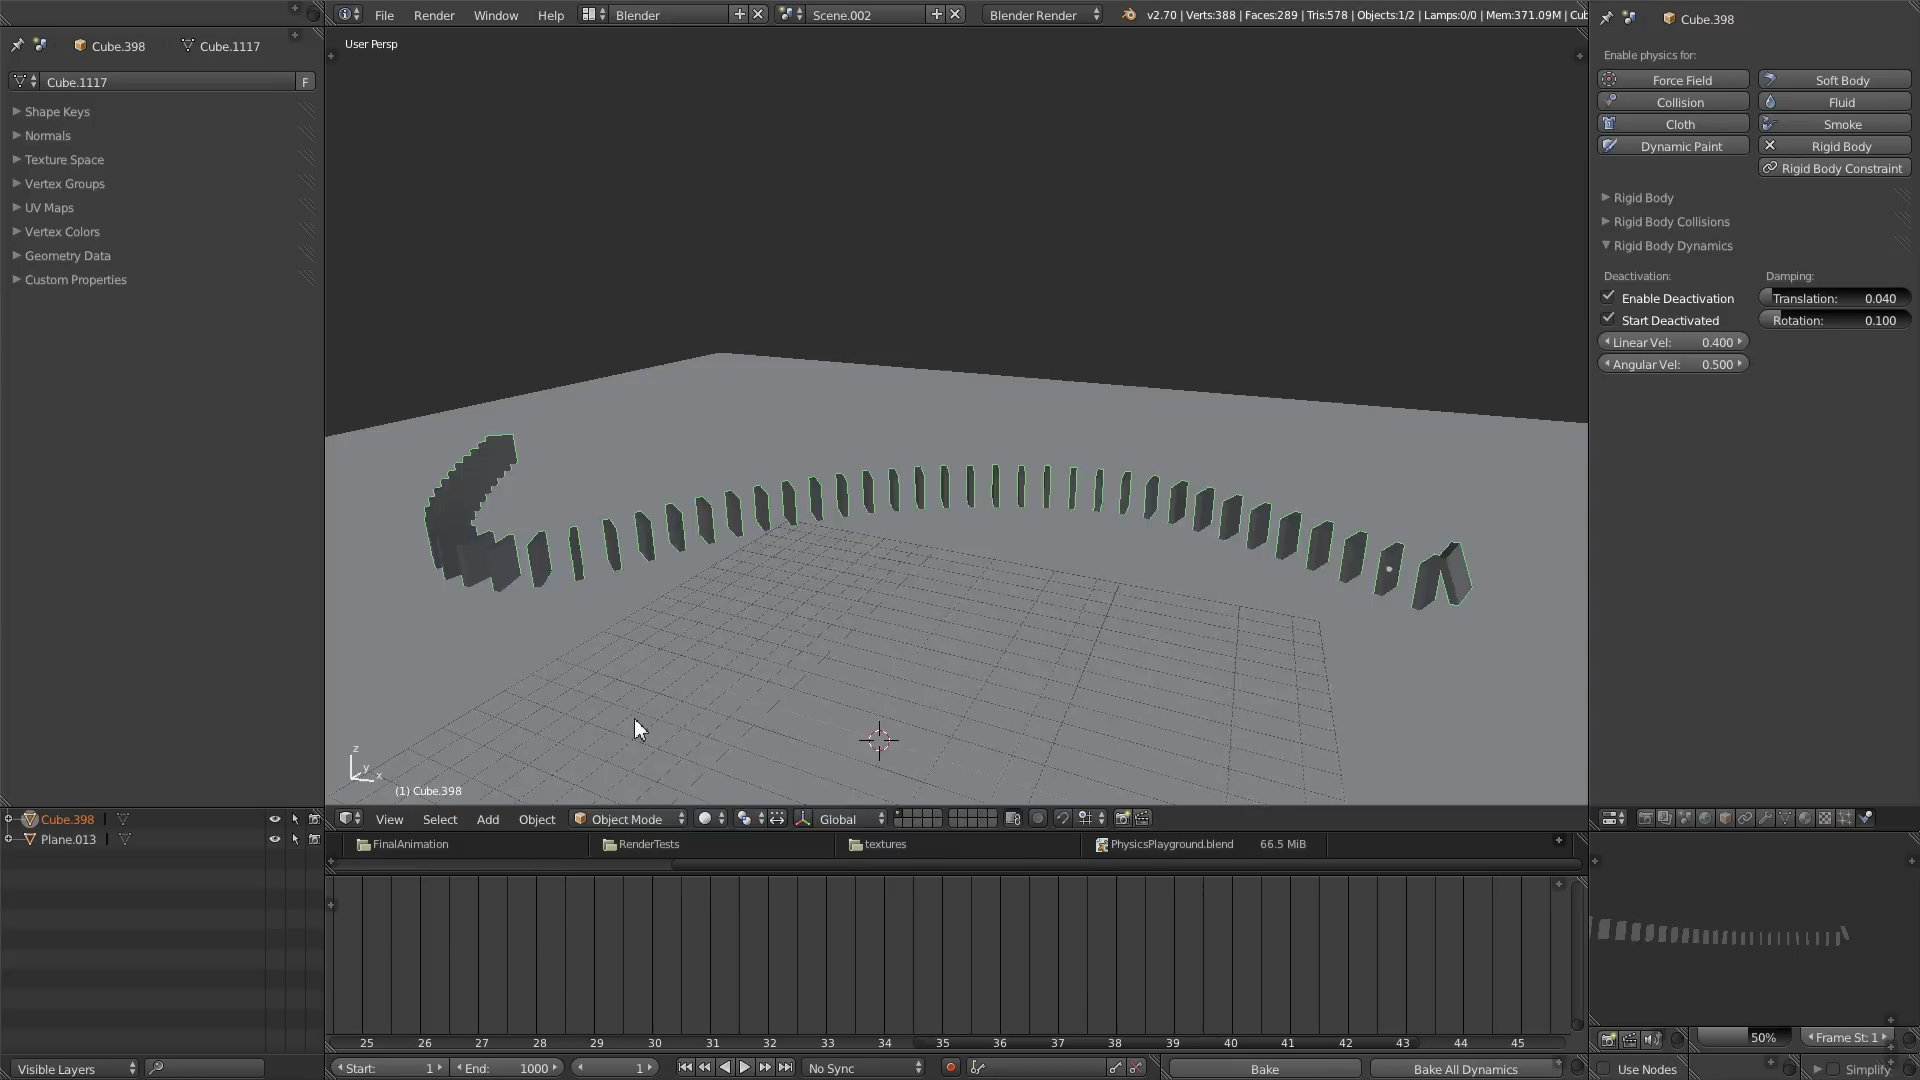 File Render Window Help Blender Scene.002 Blender Render v2.70 | Verts:388 | Faces:289 | Tris:578 | Objects:1/2 | Lamps:0/0 | Mem:371.09M | Cub
Cube.398 Cube.1117
Cube.1117 F
Shape Keys
Normals
Texture Space
Vertex Groups
UV Maps
Vertex Colors
Geometry Data
Custom Properties
User Persp
z
y
x
(1) Cube.398
Cube.398
Enable physics for:
Force Field Soft Body
Collision Fluid
Cloth Smoke
Dynamic Paint Rigid Body
Rigid Body Constraint
Rigid Body
Rigid Body Collisions
Rigid Body Dynamics
Deactivation: Damping:
Enable Deactivation Translation: 0.040
Start Deactivated Rotation: 0.100
Linear Vel: 0.400
Angular Vel: 0.500
Cube.398
Plane.013
View Select Add Object Object Mode Global
FinalAnimation RenderTests textures PhysicsPlayground.blend 66.5 MiB
25 26 27 28 29 30 31 32 33 34 35 36 37 38 39 40 41 42 43 44 45
50% Frame St: 1
Visible Layers Start: 1 End: 1000 1 No Sync Bake Bake All Dynamics Use Nodes Simplify